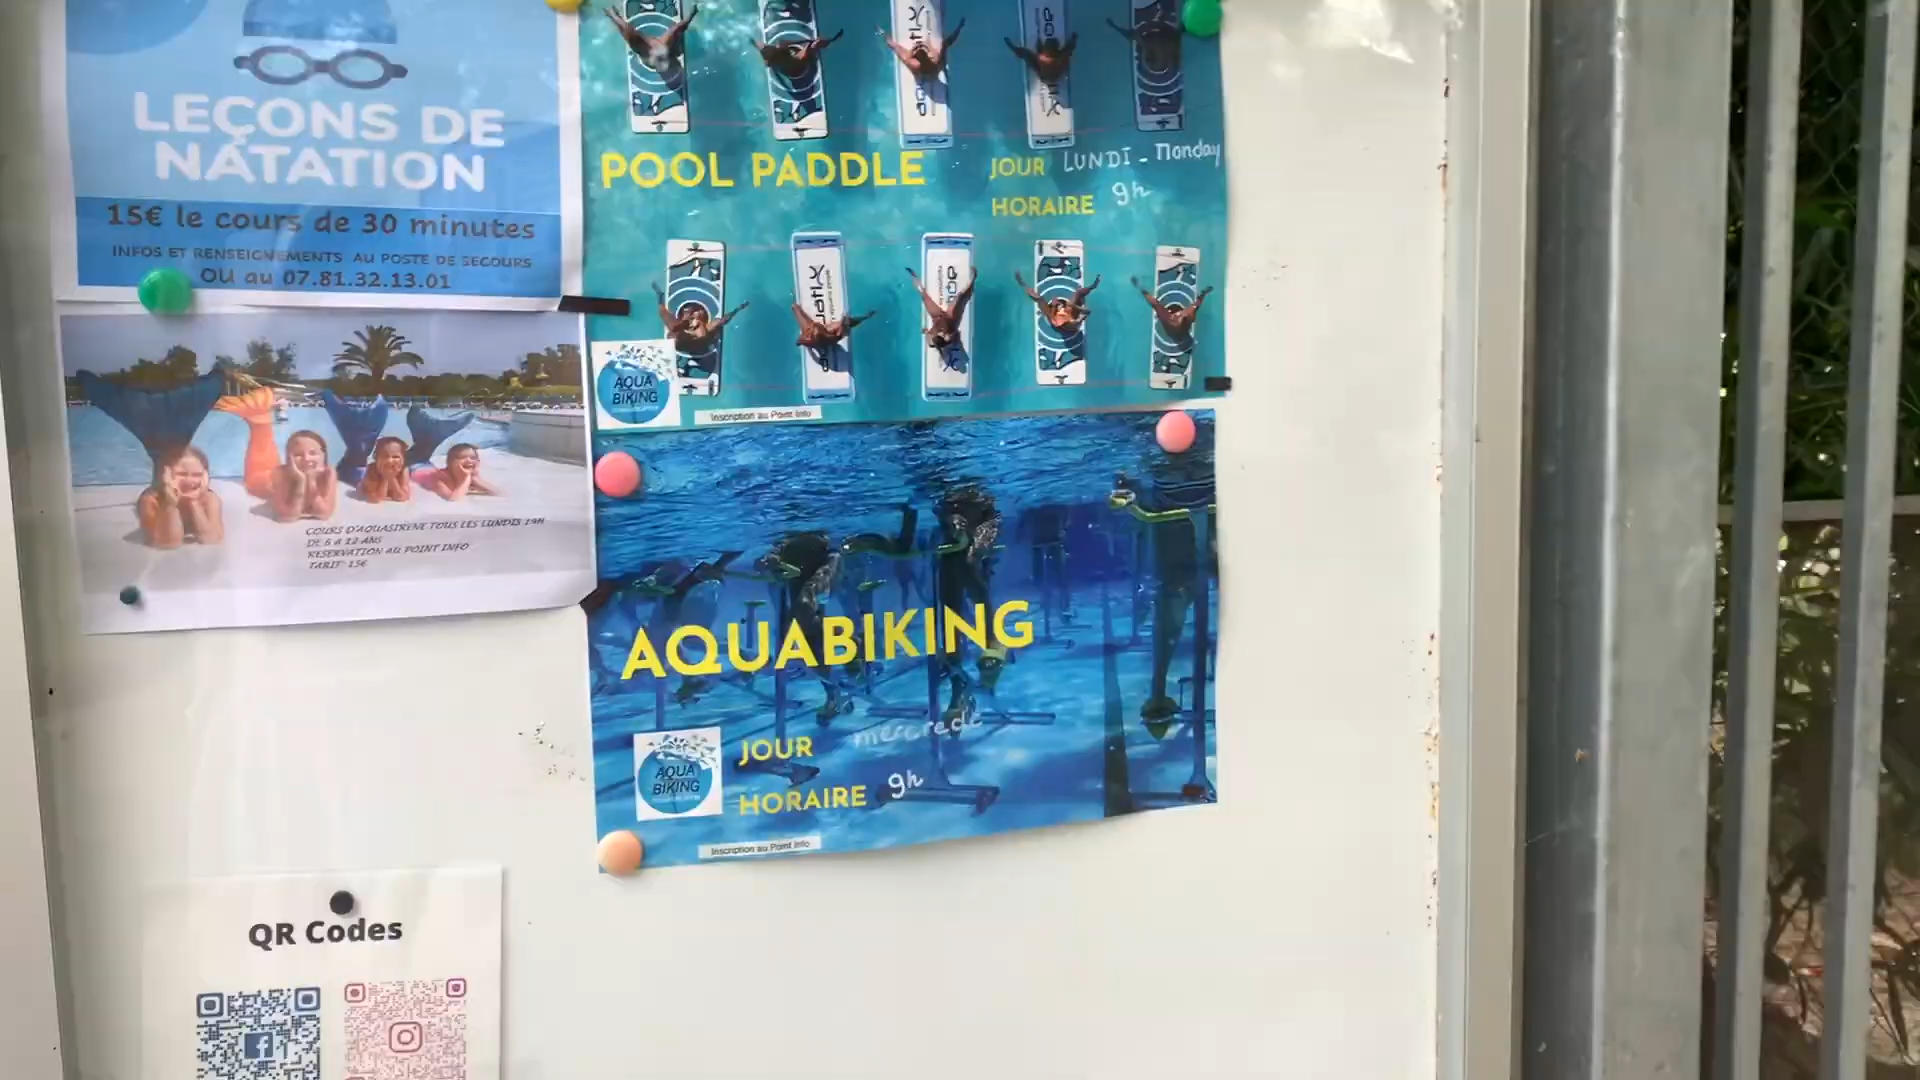 LEÇONS DE
NATATION
15€ le cours de 30 minutes
INFOS ET RENSEIGNEMENTS AU POSTE DE SECOURS
OU au 07.81.32.13.01
COURS D'AQUASIRENE TOUS LES LUNDIS 19H
DE 6 A 12 ANS
RESERVATION AU POINT INFO
TARIF: 15€
POOL PADDLE
JOUR LUNDI - Monday
HORAIRE 9h
AQUA
BIKING
Inscription au Point Info
AQUABIKING
JOUR mercredi
HORAIRE 9h
AQUA
BIKING
Inscription au Point Info
QR Codes